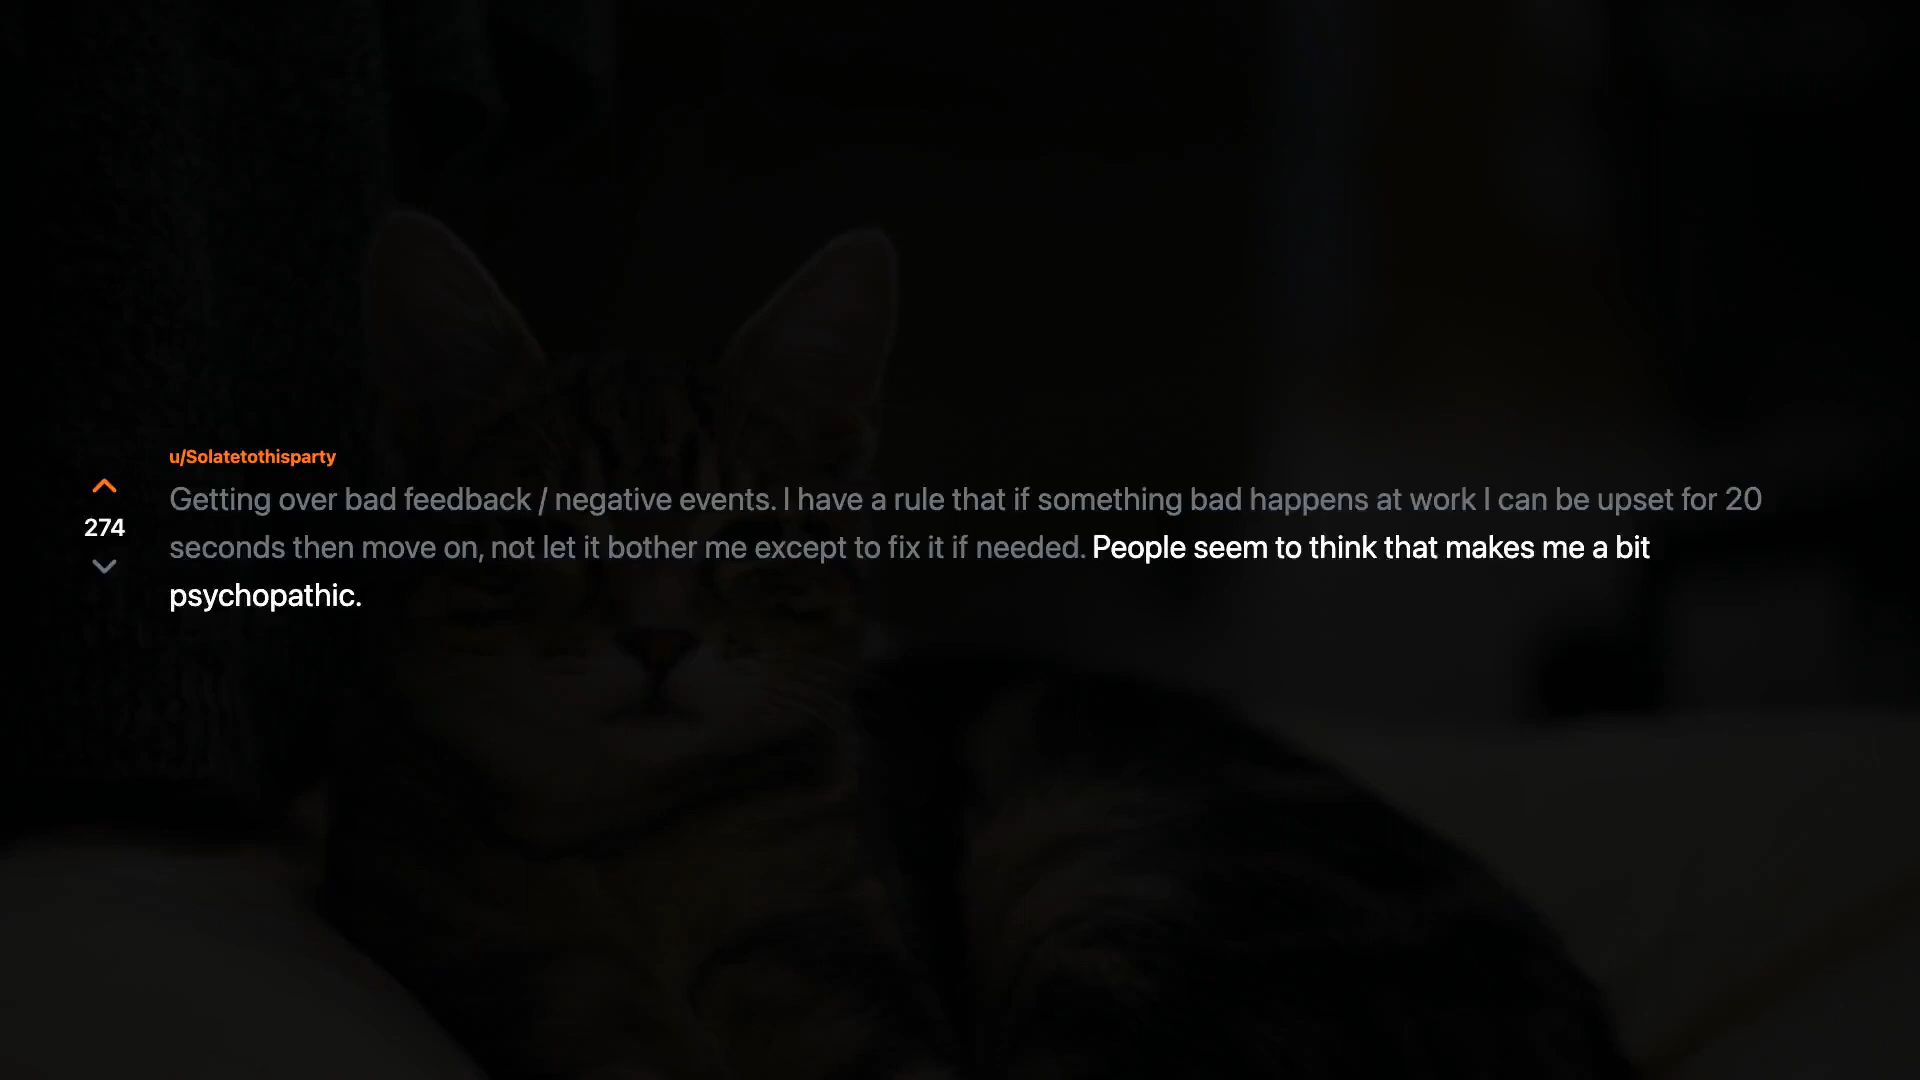 u/Solatetothisparty
274
Getting over bad feedback / negative events. I have a rule that if something bad happens at work I can be upset for 20
seconds then move on, not let it bother me except to fix it if needed. People seem to think that makes me a bit
psychopathic.